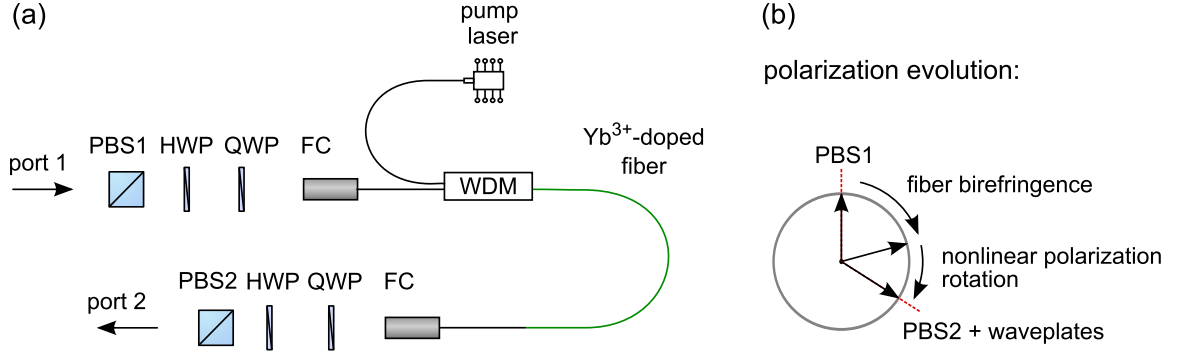 (a)
pump
laser
PBS1 HWP QWP FC
port 1
WDM
Yb³⁺-doped
fiber
PBS2 HWP QWP FC
port 2
(b)
polarization evolution:
PBS1
fiber birefringence
nonlinear polarization
rotation
PBS2 + waveplates